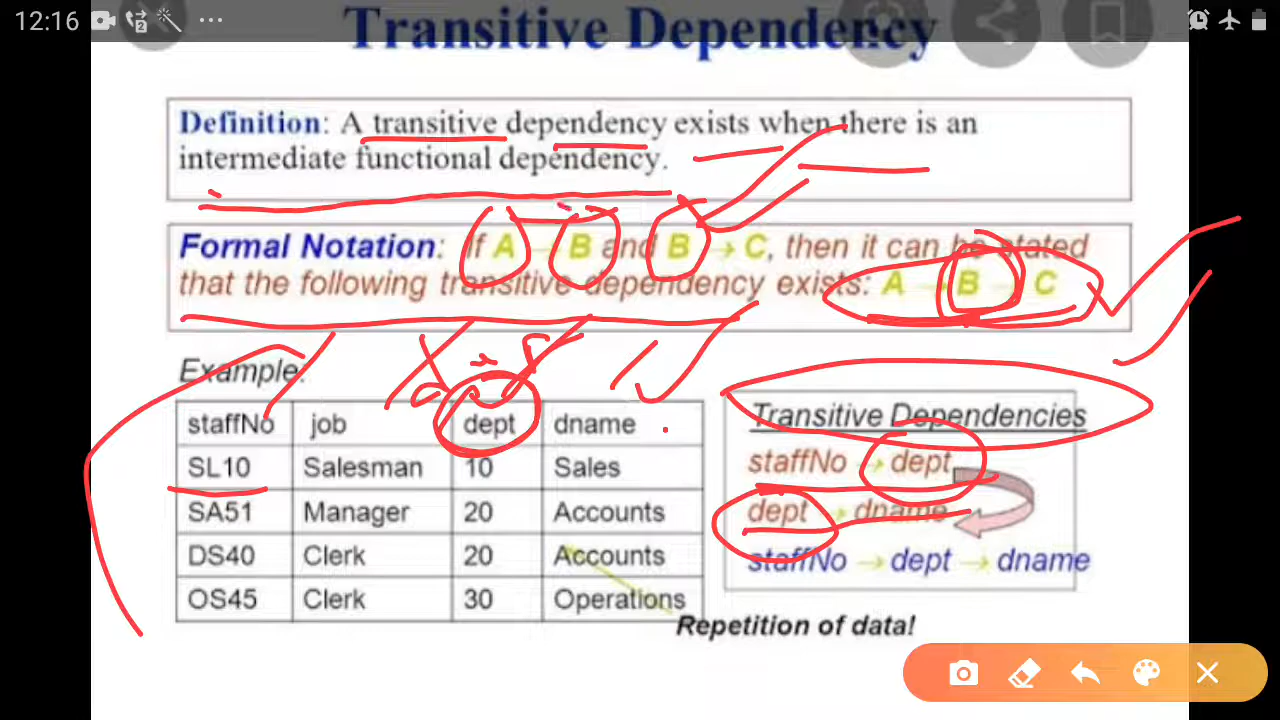 12:16
Transitive Dependency
Definition: A transitive dependency exists when there is an
intermediate functional dependency.
Formal Notation: If A → B and B → C, then it can be stated
that the following transitive dependency exists: A → B → C
Example:
staffNo job dept dname
SL10 Salesman 10 Sales
SA51 Manager 20 Accounts
DS40 Clerk 20 Accounts
OS45 Clerk 30 Operations
Transitive Dependencies
staffNo → dept
dept → dname
staffNo → dept → dname
Repetition of data!